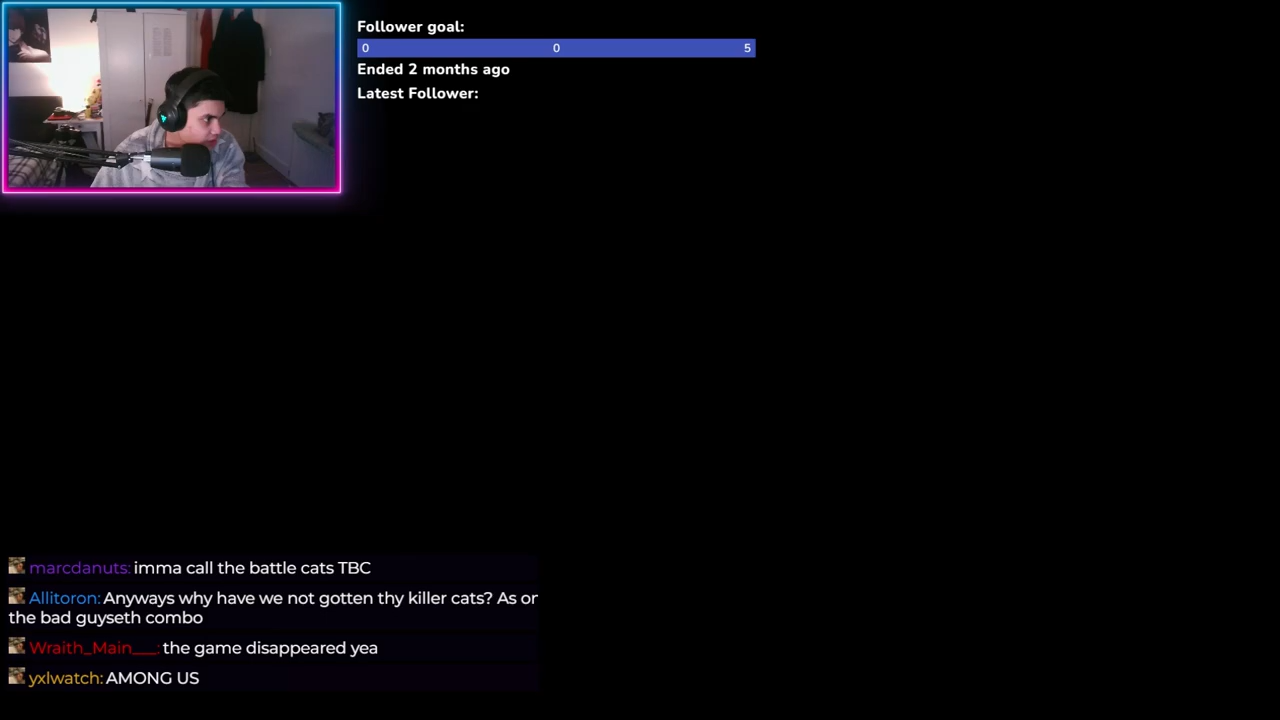 Follower goal:
0 0 5
Ended 2 months ago
Latest Follower:
marcdanuts: imma call the battle cats TBC
Allitoron: Anyways why have we not gotten thy killer cats? As or
the bad guyseth combo
Wraith_Main___: the game disappeared yea
yxlwatch: AMONG US